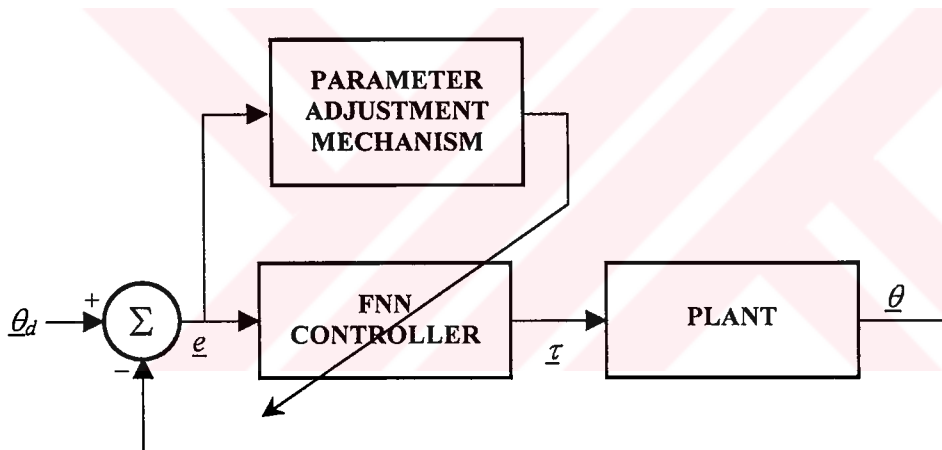 PARAMETER
ADJUSTMENT
MECHANISM
θd
+
Σ
−
e
FNN
CONTROLLER
τ
PLANT
θ